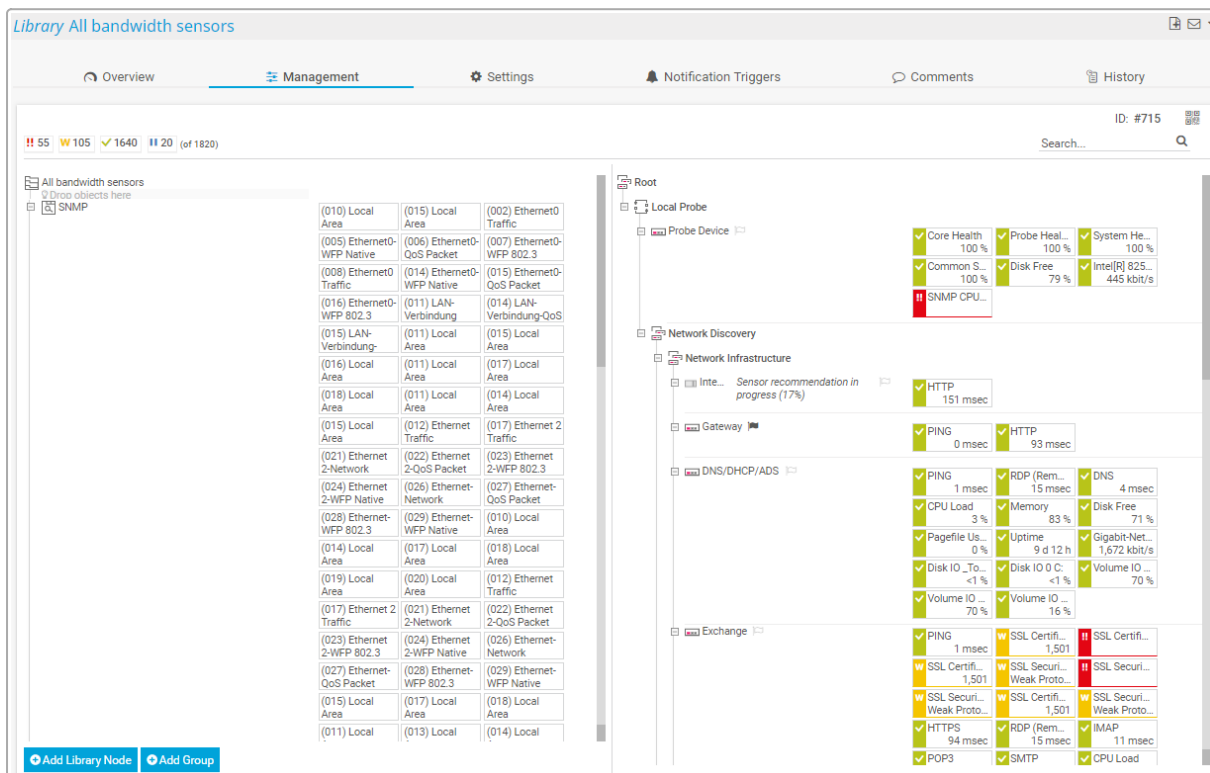 Library All bandwidth sensors
Overview
Management
Settings
Notification Triggers
Comments
History
ID: #715
!! 55 W 105 1640 20 (of 1820)
Search...
All bandwidth sensors
Drop objects here
SNMP
(010) Local Area
(015) Local Area
(002) Ethernet0 Traffic
(005) Ethernet0-WFP Native
(006) Ethernet0-QoS Packet
(007) Ethernet0-WFP 802.3
(008) Ethernet0 Traffic
(014) Ethernet0-WFP Native
(015) Ethernet0-QoS Packet
(016) Ethernet0-WFP 802.3
(011) LAN-Verbindung
(014) LAN-Verbindung-QoS
(015) LAN-Verbindung-
(011) Local Area
(015) Local Area
(016) Local Area
(011) Local Area
(017) Local Area
(018) Local Area
(011) Local Area
(014) Local Area
(015) Local Area
(012) Ethernet Traffic
(017) Ethernet 2 Traffic
(021) Ethernet 2-Network
(022) Ethernet 2-QoS Packet
(023) Ethernet 2-WFP 802.3
(024) Ethernet 2-WFP Native
(026) Ethernet-Network
(027) Ethernet-QoS Packet
(028) Ethernet-WFP 802.3
(029) Ethernet-WFP Native
(010) Local Area
(014) Local Area
(017) Local Area
(018) Local Area
(019) Local Area
(020) Local Area
(012) Ethernet Traffic
(017) Ethernet 2 Traffic
(021) Ethernet 2-Network
(022) Ethernet 2-QoS Packet
(023) Ethernet 2-WFP 802.3
(024) Ethernet 2-WFP Native
(026) Ethernet-Network
(027) Ethernet-QoS Packet
(028) Ethernet-WFP 802.3
(029) Ethernet-WFP Native
(015) Local Area
(017) Local Area
(018) Local Area
(011) Local
(013) Local
(014) Local
Add Library Node
Add Group
Root
Local Probe
Probe Device
Core Health 100 %
Probe Heal... 100 %
System He... 100 %
Common S... 100 %
Disk Free 79 %
Intel[R] 825... 445 kbit/s
!! SNMP CPU...
Network Discovery
Network Infrastructure
Inte... Sensor recommendation in progress (17%)
HTTP 151 msec
Gateway
PING 0 msec
HTTP 93 msec
DNS/DHCP/ADS
PING 1 msec
RDP (Rem... 15 msec
DNS 4 msec
CPU Load 3 %
Memory 83 %
Disk Free 71 %
Pagefile Us... 0 %
Uptime 9 d 12 h
Gigabit-Net... 1,672 kbit/s
Disk IO _To... <1 %
Disk IO 0 C: <1 %
Volume IO ... 70 %
Volume IO ... 70 %
Volume IO ... 16 %
Exchange
PING 1 msec
W SSL Certifi... 1,501
!! SSL Certifi...
W SSL Certifi... 1,501
W SSL Securi... Weak Proto...
!! SSL Securi...
W SSL Securi... Weak Proto...
W SSL Certifi... 1,501
W SSL Securi... Weak Proto...
HTTPS 94 msec
RDP (Rem... 15 msec
IMAP 11 msec
POP3
SMTP
CPU Load